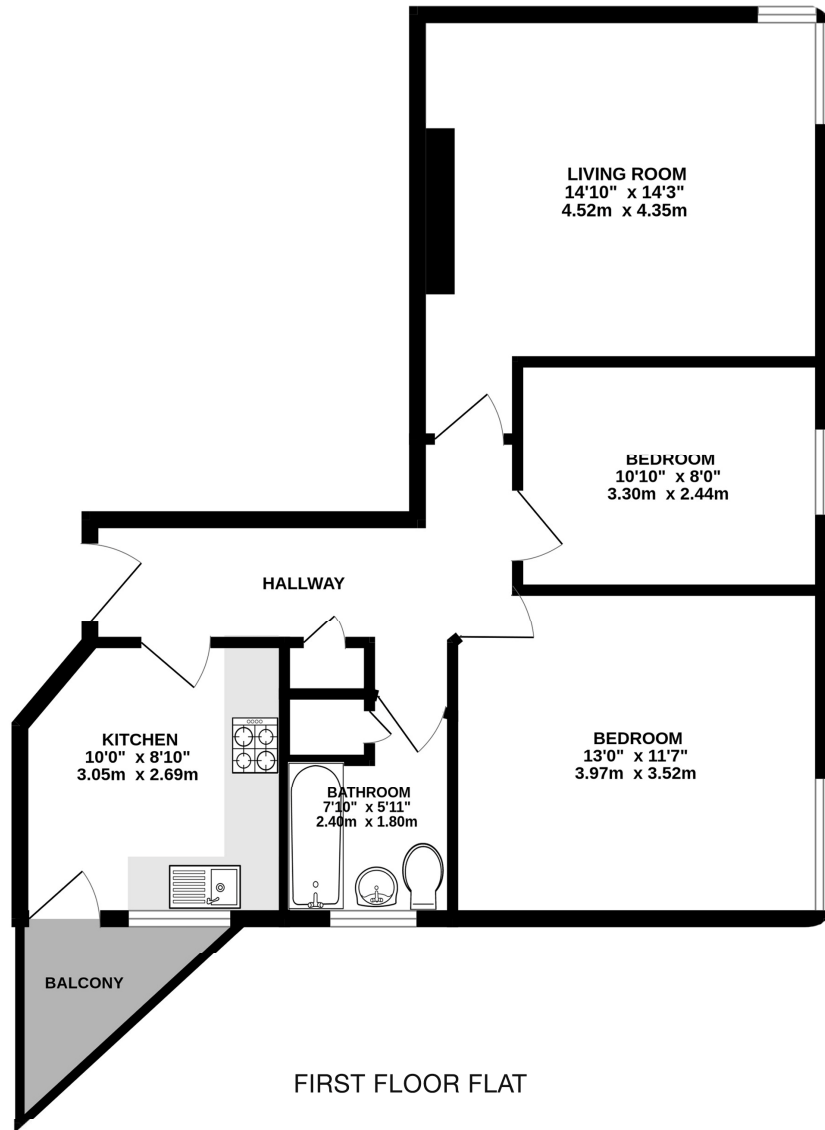 LIVING ROOM
14'10" x 14'3"
4.52m x 4.35m
BEDROOM
10'10" x 8'0"
3.30m x 2.44m
HALLWAY
KITCHEN
10'0" x 8'10"
3.05m x 2.69m
BEDROOM
13'0" x 11'7"
3.97m x 3.52m
BATHROOM
7'10" x 5'11"
2.40m x 1.80m
BALCONY
FIRST FLOOR FLAT